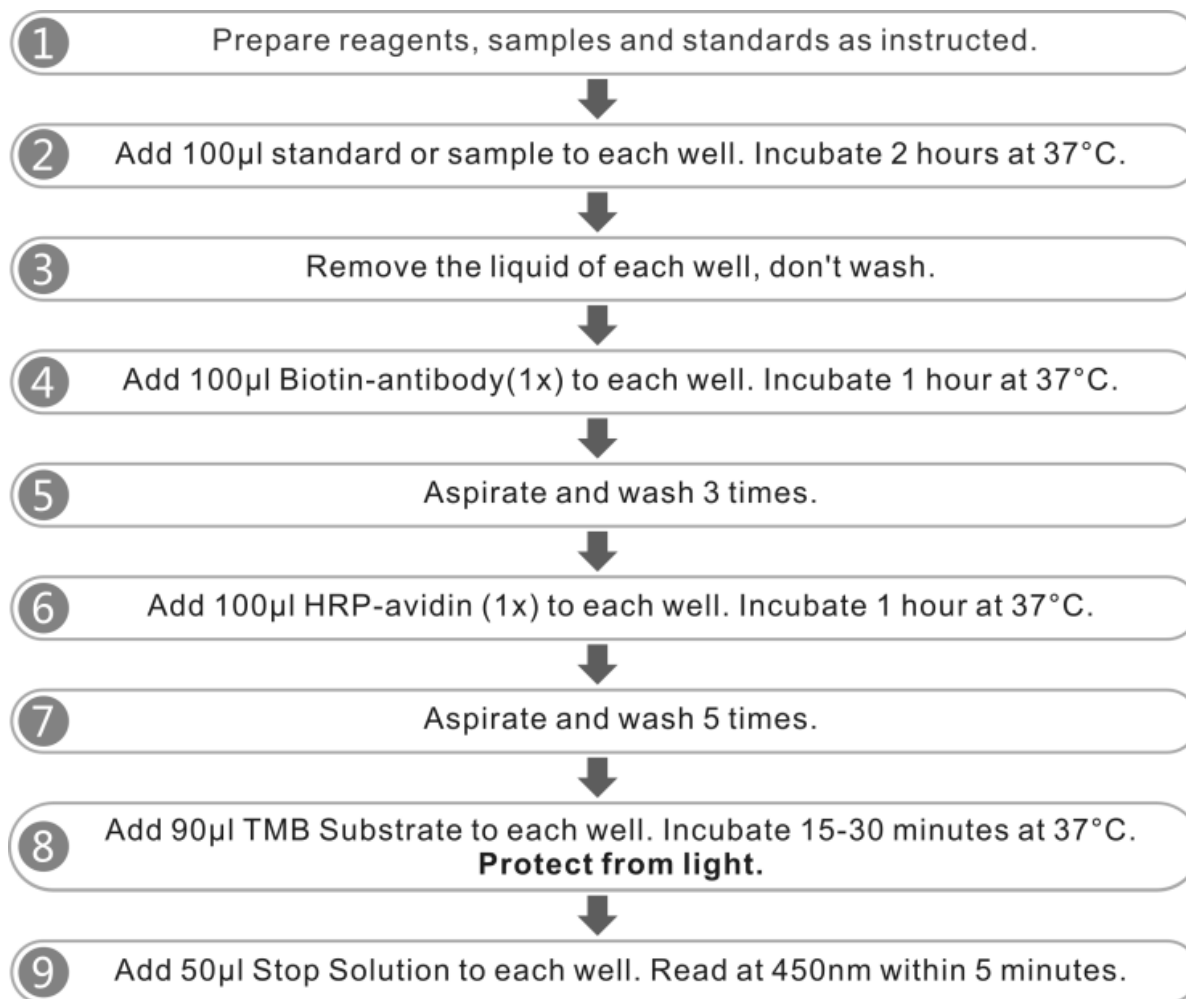 1 Prepare reagents, samples and standards as instructed.
2 Add 100μl standard or sample to each well. Incubate 2 hours at 37°C.
3 Remove the liquid of each well, don't wash.
4 Add 100μl Biotin-antibody(1x) to each well. Incubate 1 hour at 37°C.
5 Aspirate and wash 3 times.
6 Add 100μl HRP-avidin (1x) to each well. Incubate 1 hour at 37°C.
7 Aspirate and wash 5 times.
8 Add 90μl TMB Substrate to each well. Incubate 15-30 minutes at 37°C.
Protect from light.
9 Add 50μl Stop Solution to each well. Read at 450nm within 5 minutes.